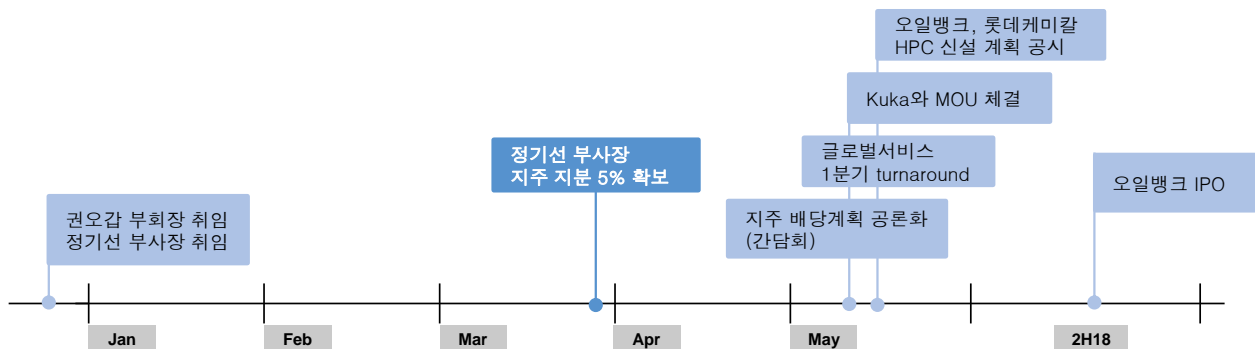 오일뱅크, 롯데케미칼
HPC 신설 계획 공시
Kuka와 MOU 체결
정기선 부사장
지주 지분 5% 확보
글로벌서비스
1분기 turnaround
오일뱅크 IPO
권오갑 부회장 취임
정기선 부사장 취임
지주 배당계획 공론화
(간담회)
Jan
Feb
Mar
Apr
May
2H18